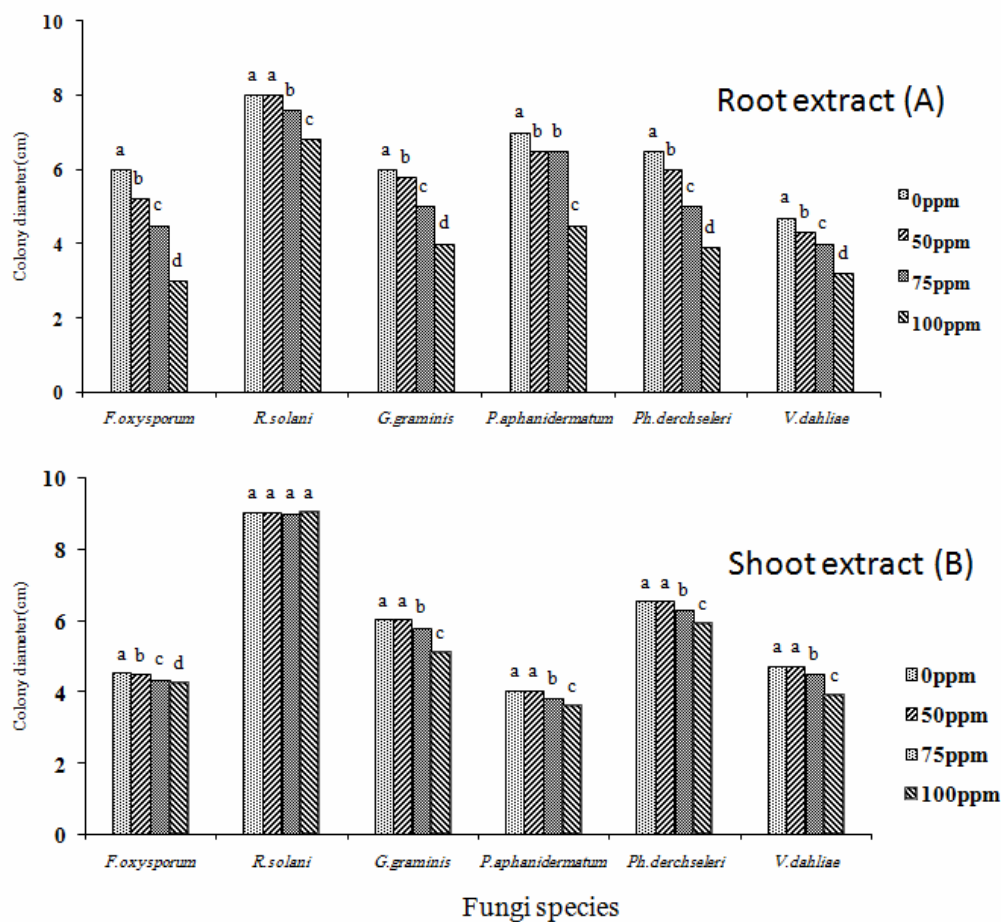 10
8
6
4
2
0
Colony diameter(cm)
Root extract (A)
a b c d
a a b c
a b c d
a b b c
a b c d
a b c d
0ppm
50ppm
75ppm
100ppm
F.oxysporum R.solani G.graminis P.aphanidermatum Ph.derchseleri V.dahliae
10
8
6
4
2
0
Colony diameter(cm)
Shoot extract (B)
a b c d
a a a a
a a b c
a a b c
a a b c
a a b c
0ppm
50ppm
75ppm
100ppm
F.oxysporum R.solani G.graminis P.aphanidermatum Ph.derchseleri V.dahliae
Fungi species